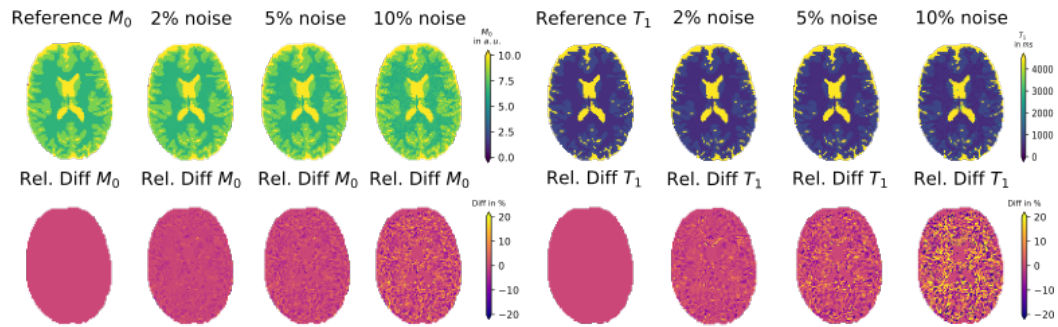 Reference M₀ 2% noise 5% noise 10% noise Reference T₁ 2% noise 5% noise 10% noise
M₀
in a.u.
10.0
7.5
5.0
2.5
0.0
T₁
in ms
4000
3000
2000
1000
0
Rel. Diff M₀ Rel. Diff M₀ Rel. Diff M₀ Rel. Diff M₀ Rel. Diff T₁ Rel. Diff T₁ Rel. Diff T₁ Rel. Diff T₁
Diff in %
20
10
0
−10
−20
Diff in %
20
10
0
−10
−20